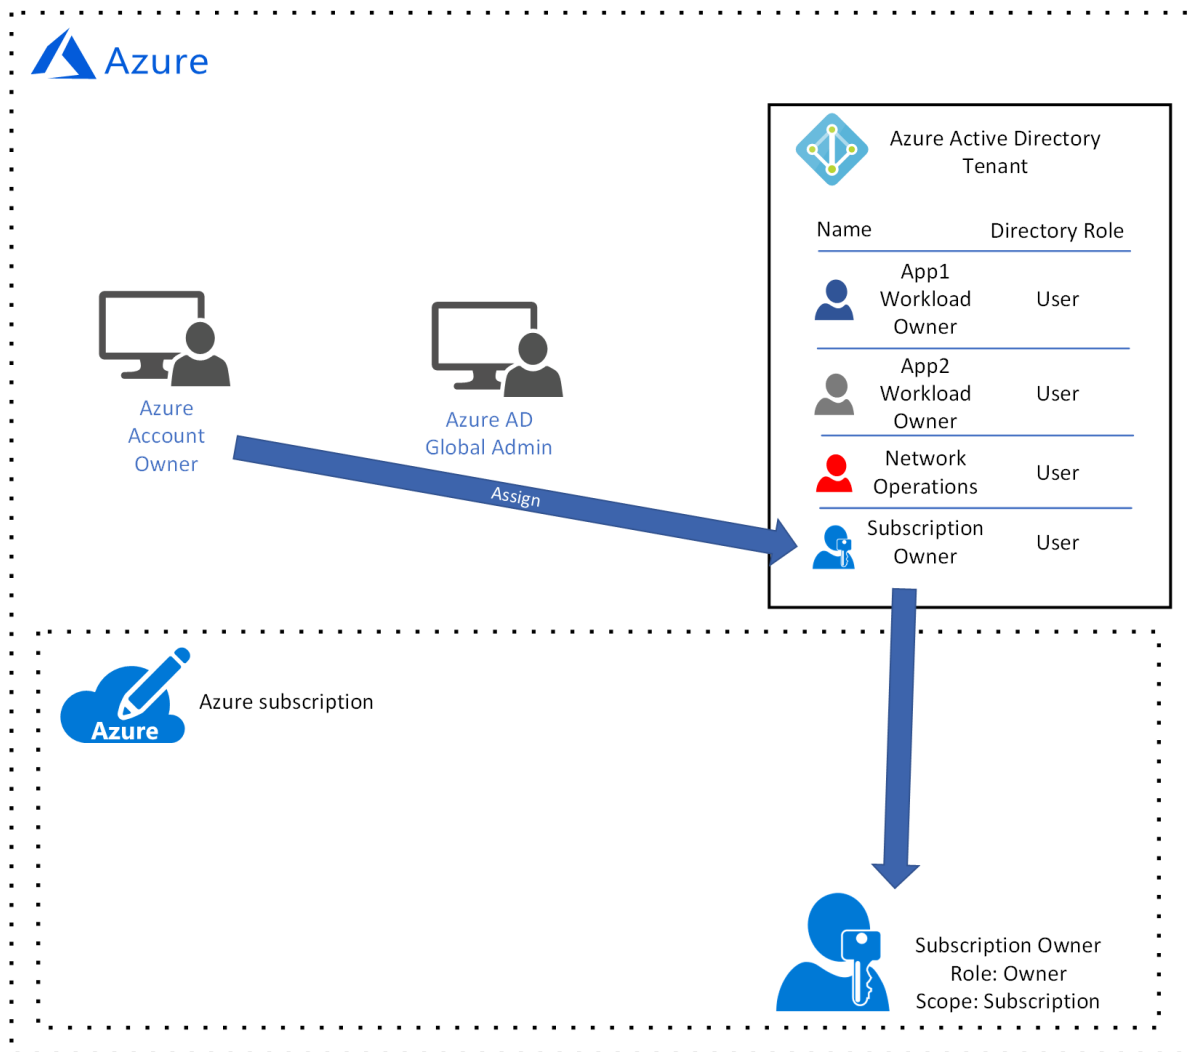 Azure
Azure Active Directory
Tenant
Name
Directory Role
App1
Workload
Owner
User
App2
Workload
Owner
User
Network
Operations
User
Subscription
Owner
User
Azure
Account
Owner
Azure AD
Global Admin
Assign
Azure
Azure subscription
Subscription Owner
Role: Owner
Scope: Subscription